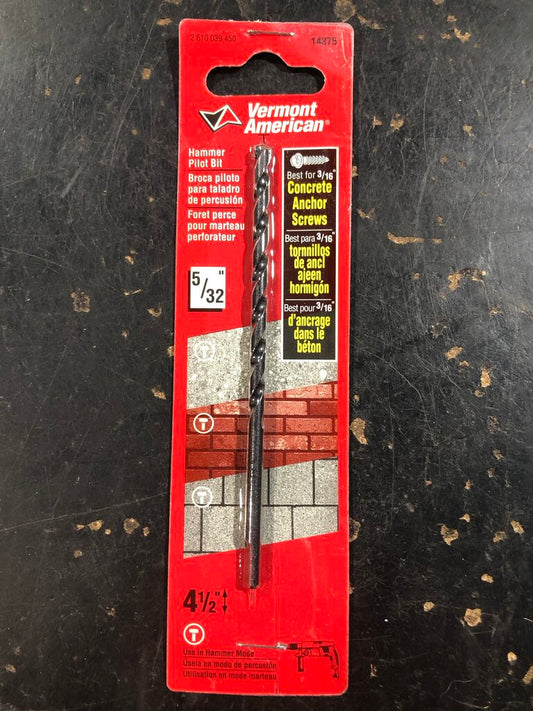 2 610 039 450
14375
Vermont
American®
Hammer
Pilot Bit
Broca piloto
para taladro
de percusión
Foret perce
pour marteau
perforateur
5/32"
Best for 3/16"
Concrete
Anchor
Screws
Best para 3/16"
tornnillos
de ancl
ajeen
hormigón
Best pour 3/16"
d'ancrage
dans le
béton
T
T
T
4 1/2"
T
Use in Hammer Mode
Usela en modo de percusión
Utilisation en mode marteau